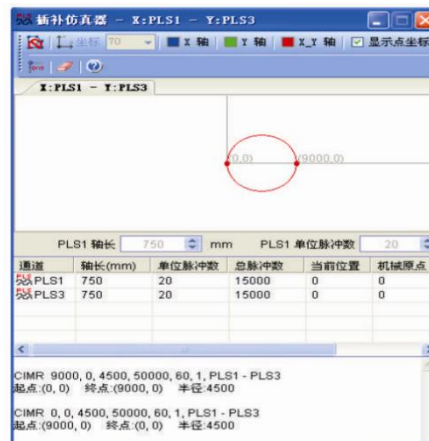 插补仿真器 - X:PLS1 - Y:PLS3
坐标 70 X 轴 Y 轴 X_Y 轴 显示点坐标
X:PLS1 - Y:PLS3
(0,0) (9000,0)
PLS1 轴长 750 mm PLS1 单位脉冲数 20
通道 轴长(mm) 单位脉冲数 总脉冲数 当前位置 机械原点
PLS1 750 20 15000 0 0
PLS3 750 20 15000 0 0
CIMR 9000, 0, 4500, 50000, 60, 1, PLS1 - PLS3
起点:(0, 0) 终点:(9000, 0) 半径:4500
CIMR 0, 0, 4500, 50000, 60, 1, PLS1 - PLS3
起点:(9000, 0) 终点:(0, 0) 半径:4500